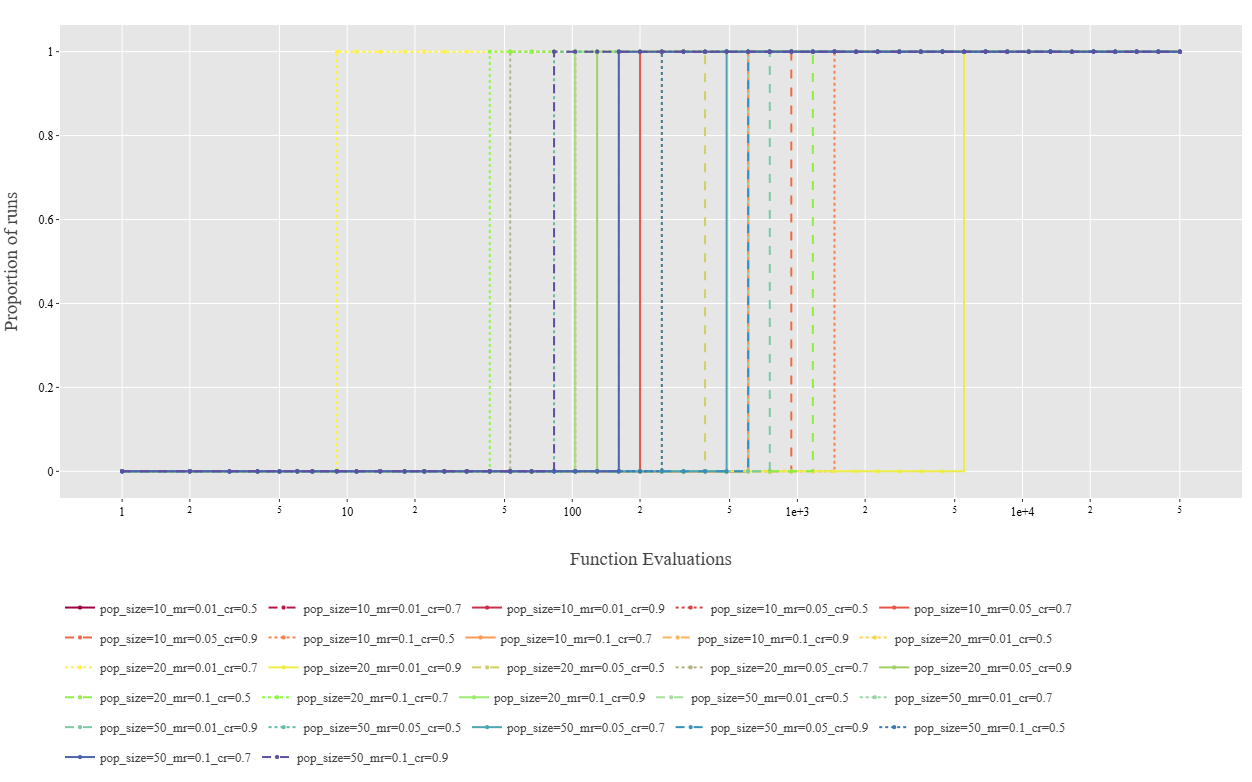 1
0.8
0.6
0.4
0.2
0
Proportion of runs
1 2 5 10 2 5 100 2 5 1e+3 2 5 1e+4 2 5
Function Evaluations
pop_size=10_mr=0.01_cr=0.5 pop_size=10_mr=0.01_cr=0.7 pop_size=10_mr=0.01_cr=0.9 pop_size=10_mr=0.05_cr=0.5 pop_size=10_mr=0.05_cr=0.7
pop_size=10_mr=0.05_cr=0.9 pop_size=10_mr=0.1_cr=0.5 pop_size=10_mr=0.1_cr=0.7 pop_size=10_mr=0.1_cr=0.9 pop_size=20_mr=0.01_cr=0.5
pop_size=20_mr=0.01_cr=0.7 pop_size=20_mr=0.01_cr=0.9 pop_size=20_mr=0.05_cr=0.5 pop_size=20_mr=0.05_cr=0.7 pop_size=20_mr=0.05_cr=0.9
pop_size=20_mr=0.1_cr=0.5 pop_size=20_mr=0.1_cr=0.7 pop_size=20_mr=0.1_cr=0.9 pop_size=50_mr=0.01_cr=0.5 pop_size=50_mr=0.01_cr=0.7
pop_size=50_mr=0.01_cr=0.9 pop_size=50_mr=0.05_cr=0.5 pop_size=50_mr=0.05_cr=0.7 pop_size=50_mr=0.05_cr=0.9 pop_size=50_mr=0.1_cr=0.5
pop_size=50_mr=0.1_cr=0.7 pop_size=50_mr=0.1_cr=0.9